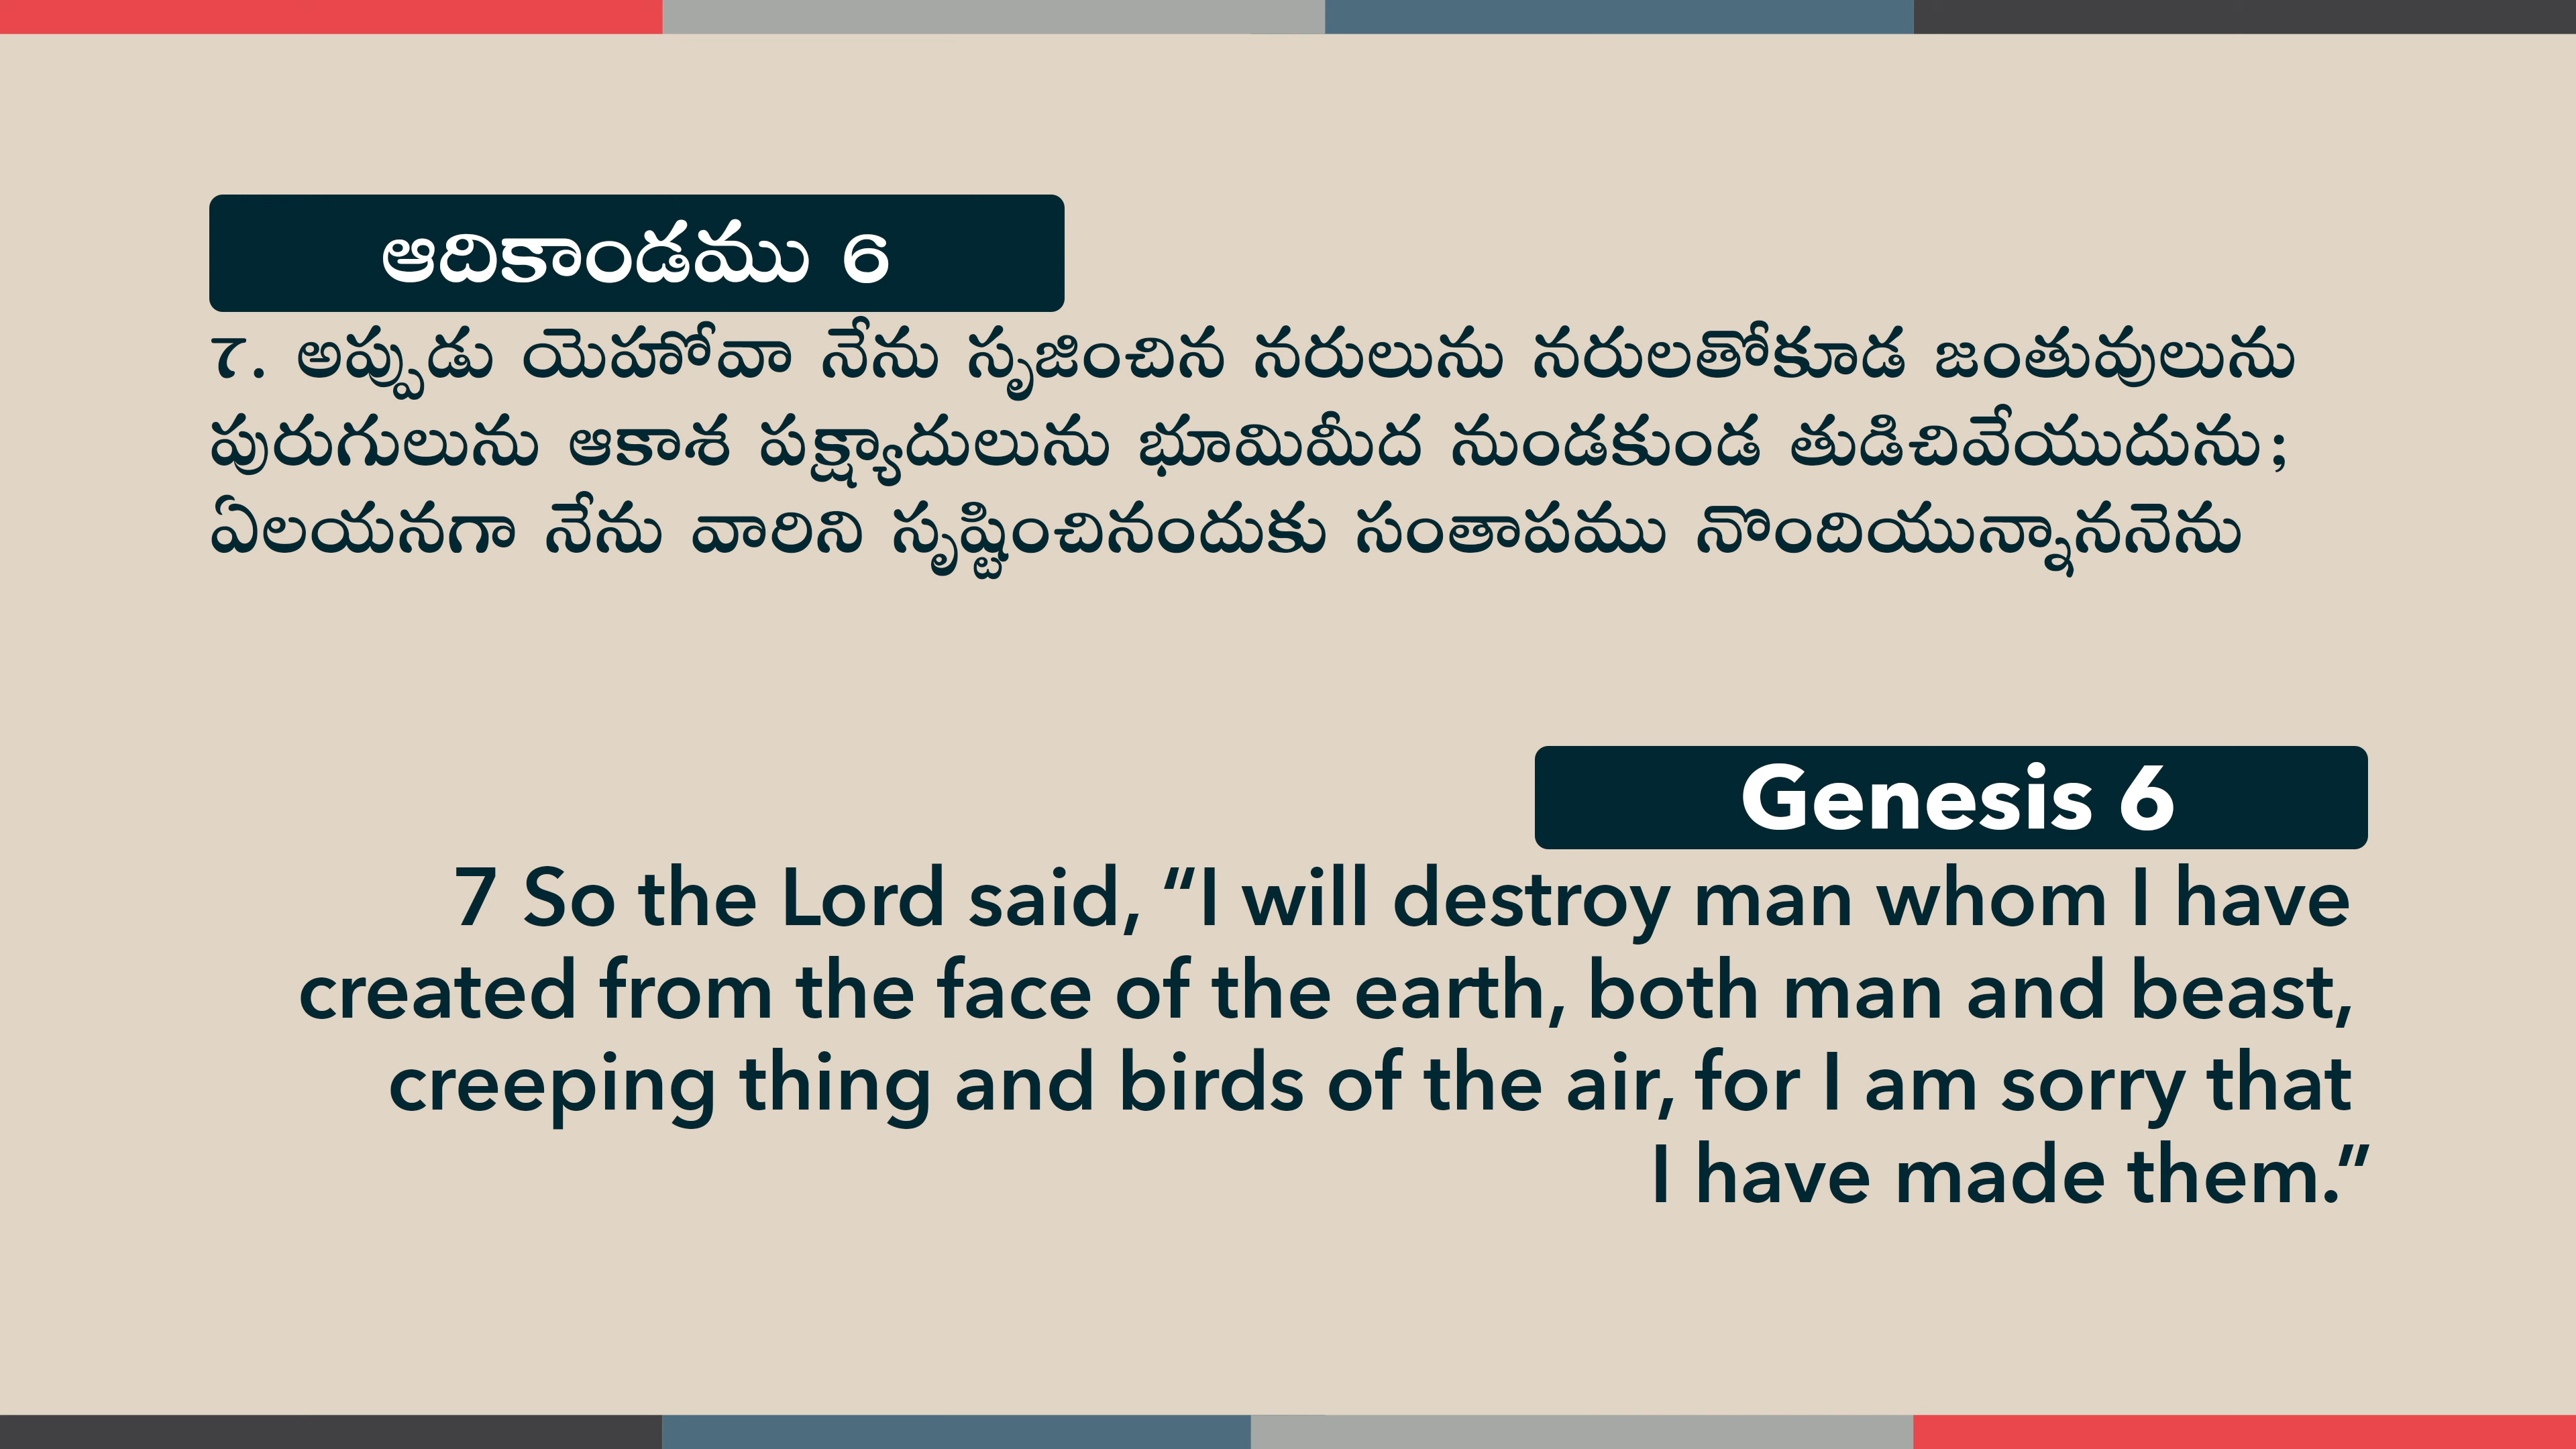 ఆదికాండము 6
7. అప్పుడు యెహోవా నేను సృజించిన నరులును నరులతోకూడ జంతువులును
పురుగులును ఆకాశ పక్ష్యాదులును భూమిమీద నుండకుండ తుడిచివేయుదును;
ఏలయనగా నేను వారిని సృష్టించినందుకు సంతాపము నొందియున్నాననెను
Genesis 6
7 So the Lord said, “I will destroy man whom I have
created from the face of the earth, both man and beast,
creeping thing and birds of the air, for I am sorry that
I have made them.”